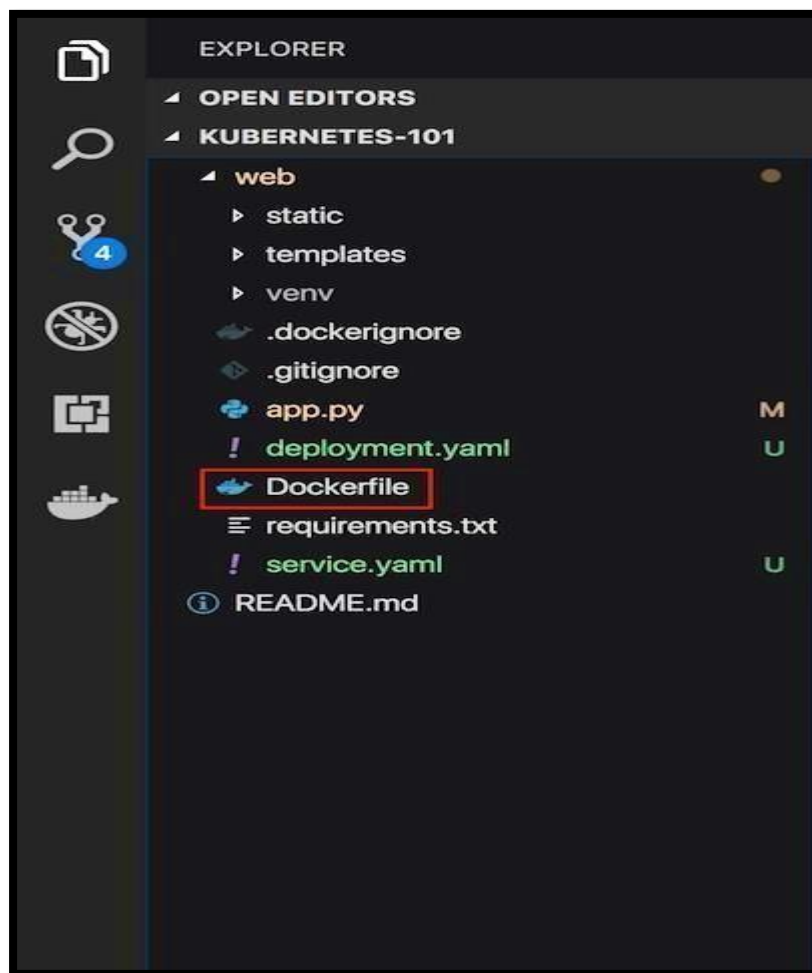 EXPLORER
OPEN EDITORS
KUBERNETES-101
web
static
templates
4
venv
.dockerignore
.gitignore
app.py M
deployment.yaml U
Dockerfile
requirements.txt
service.yaml U
README.md